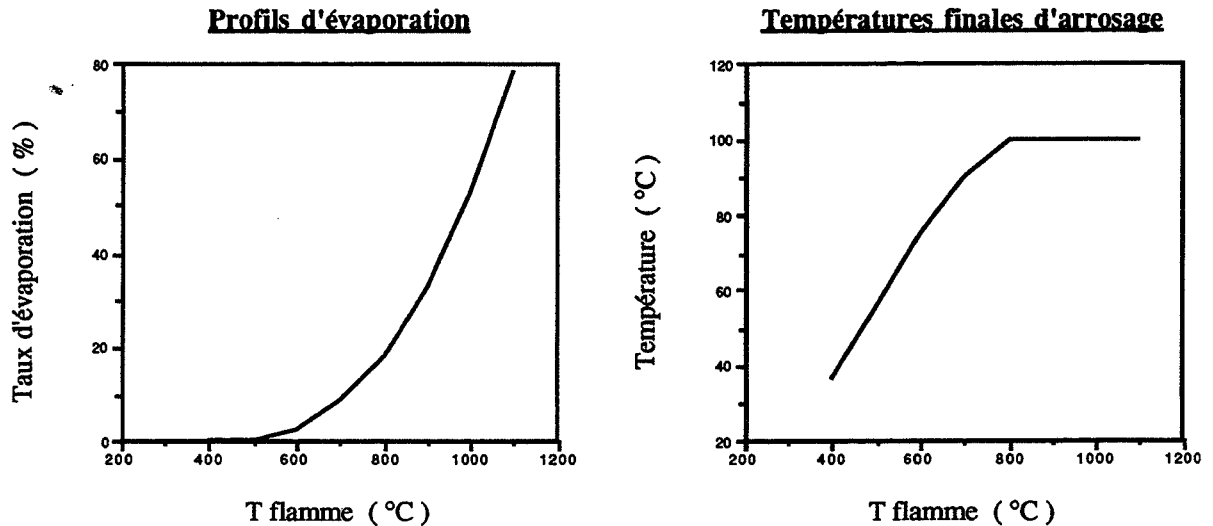 Profils d'évaporation
80
60
40
20
0
200 400 600 800 1000 1200
Taux d'évaporation ( % )
T flamme ( °C )
Températures finales d'arrosage
120
100
80
60
40
20
200 400 600 800 1000 1200
Température ( °C )
T flamme ( °C )